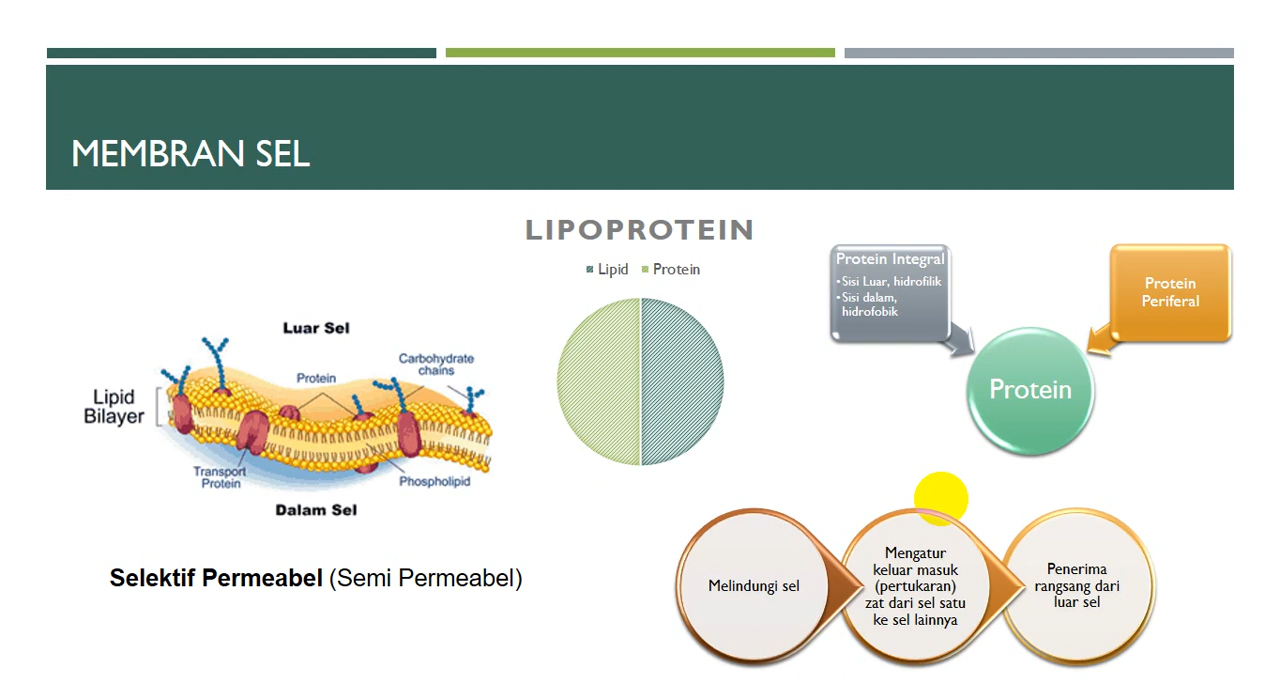 MEMBRAN SEL
LIPOPROTEIN
Lipid Protein
Luar Sel
Carbohydrate
chains
Protein
Lipid
Bilayer
Transport
Protein
Phospholipid
Dalam Sel
Selektif Permeabel (Semi Permeabel)
Protein Integral
•Sisi Luar, hidrofilik
•Sisi dalam,
hidrofobik
Protein
Periferal
Protein
Melindungi sel
Mengatur
keluar masuk
(pertukaran)
zat dari sel satu
ke sel lainnya
Penerima
rangsang dari
luar sel